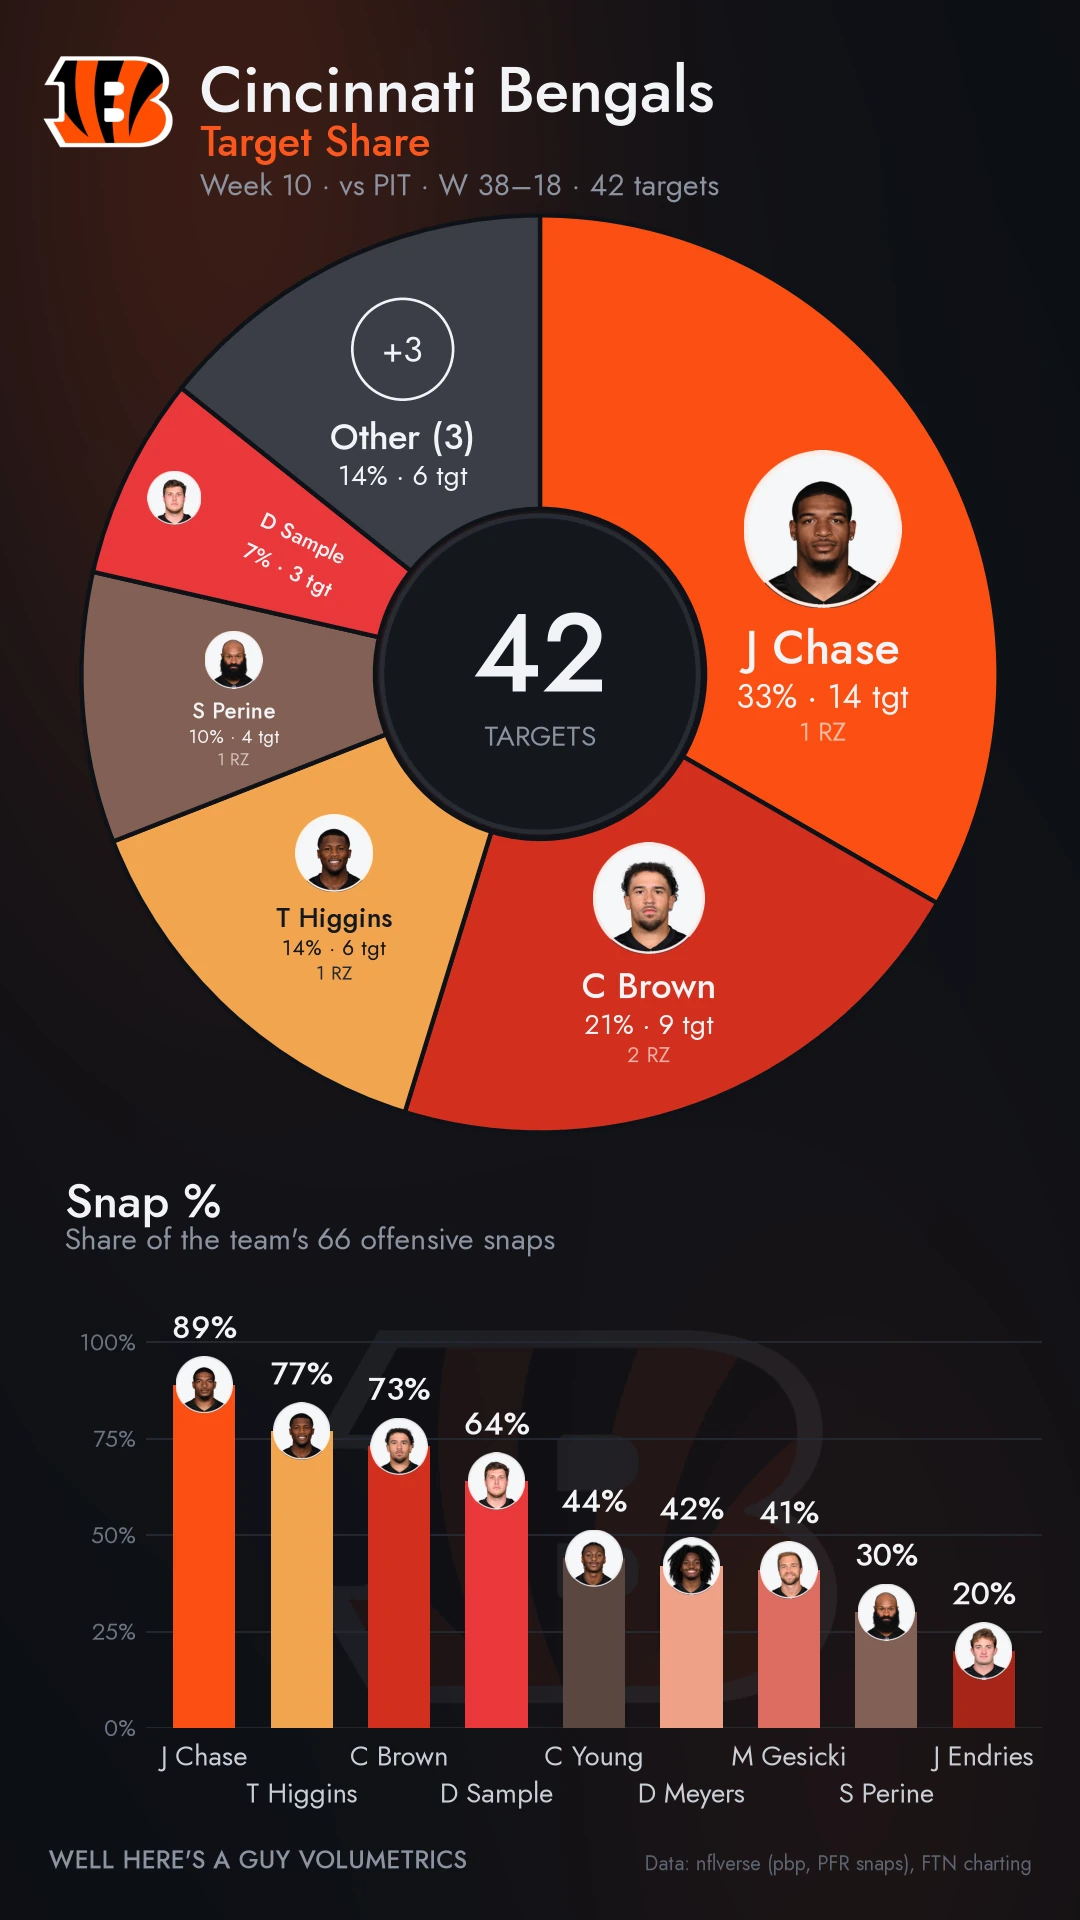 Cincinnati Bengals
Target Share
Week 10 · vs PIT · W 38–18 · 42 targets
+3
Other (3)
14% · 6 tgt
J Chase
33% · 14 tgt
1 RZ
D Sample
7% · 3 tgt
42
TARGETS
S Perine
10% · 4 tgt
1 RZ
T Higgins
14% · 6 tgt
1 RZ
C Brown
21% · 9 tgt
2 RZ
Snap %
Share of the team's 66 offensive snaps
100%
75%
50%
25%
0%
89%
77%
73%
64%
44%
42%
41%
30%
20%
J Chase
T Higgins
C Brown
D Sample
C Young
D Meyers
M Gesicki
S Perine
J Endries
WELL HERE'S A GUY VOLUMETRICS
Data: nflverse (pbp, PFR snaps), FTN charting